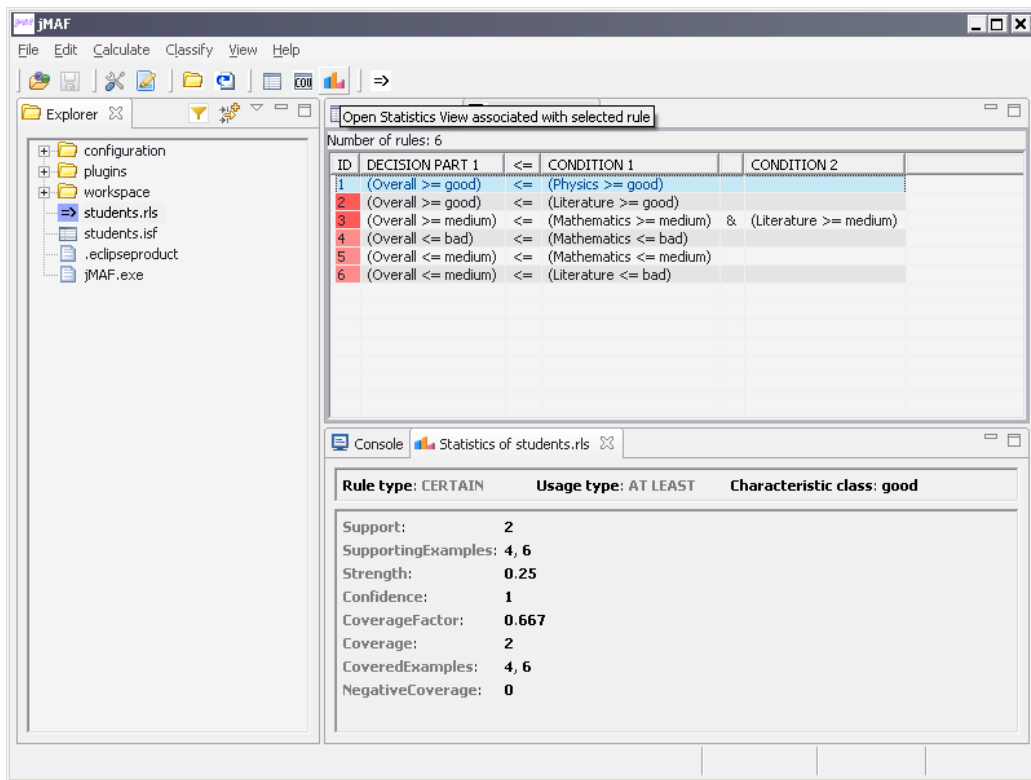 jMAF
File Edit Calculate Classify View Help
COU
Explorer
Open Statistics View associated with selected rule
Number of rules: 6
ID DECISION PART 1 <= CONDITION 1 CONDITION 2
1 (Overall >= good) <= (Physics >= good)
2 (Overall >= good) <= (Literature >= good)
3 (Overall >= medium) <= (Mathematics >= medium) & (Literature >= medium)
4 (Overall <= bad) <= (Mathematics <= bad)
5 (Overall <= medium) <= (Mathematics <= medium)
6 (Overall <= medium) <= (Literature <= bad)
configuration
plugins
workspace
students.rls
students.isf
.eclipseproduct
jMAF.exe
Console Statistics of students.rls
Rule type: CERTAIN Usage type: AT LEAST Characteristic class: good
Support: 2
SupportingExamples: 4, 6
Strength: 0.25
Confidence: 1
CoverageFactor: 0.667
Coverage: 2
CoveredExamples: 4, 6
NegativeCoverage: 0